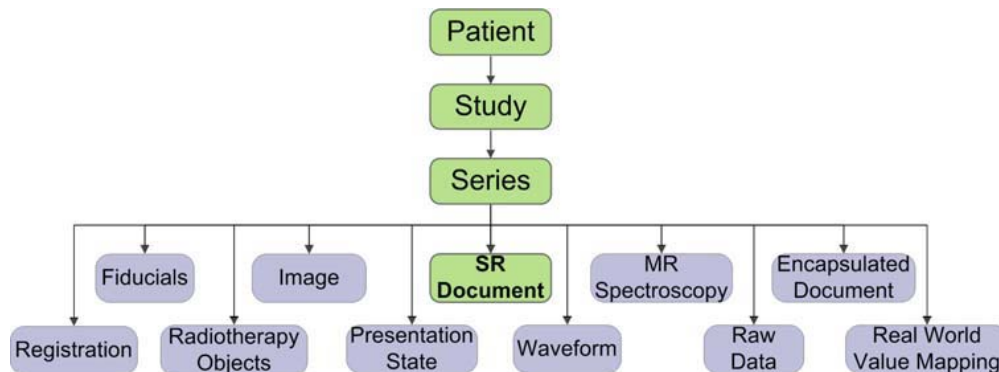 Patient
Study
Series
Fiducials
Image
SR
Document
MR
Spectroscopy
Encapsulated
Document
Registration
Radiotherapy
Objects
Presentation
State
Waveform
Raw
Data
Real World
Value Mapping